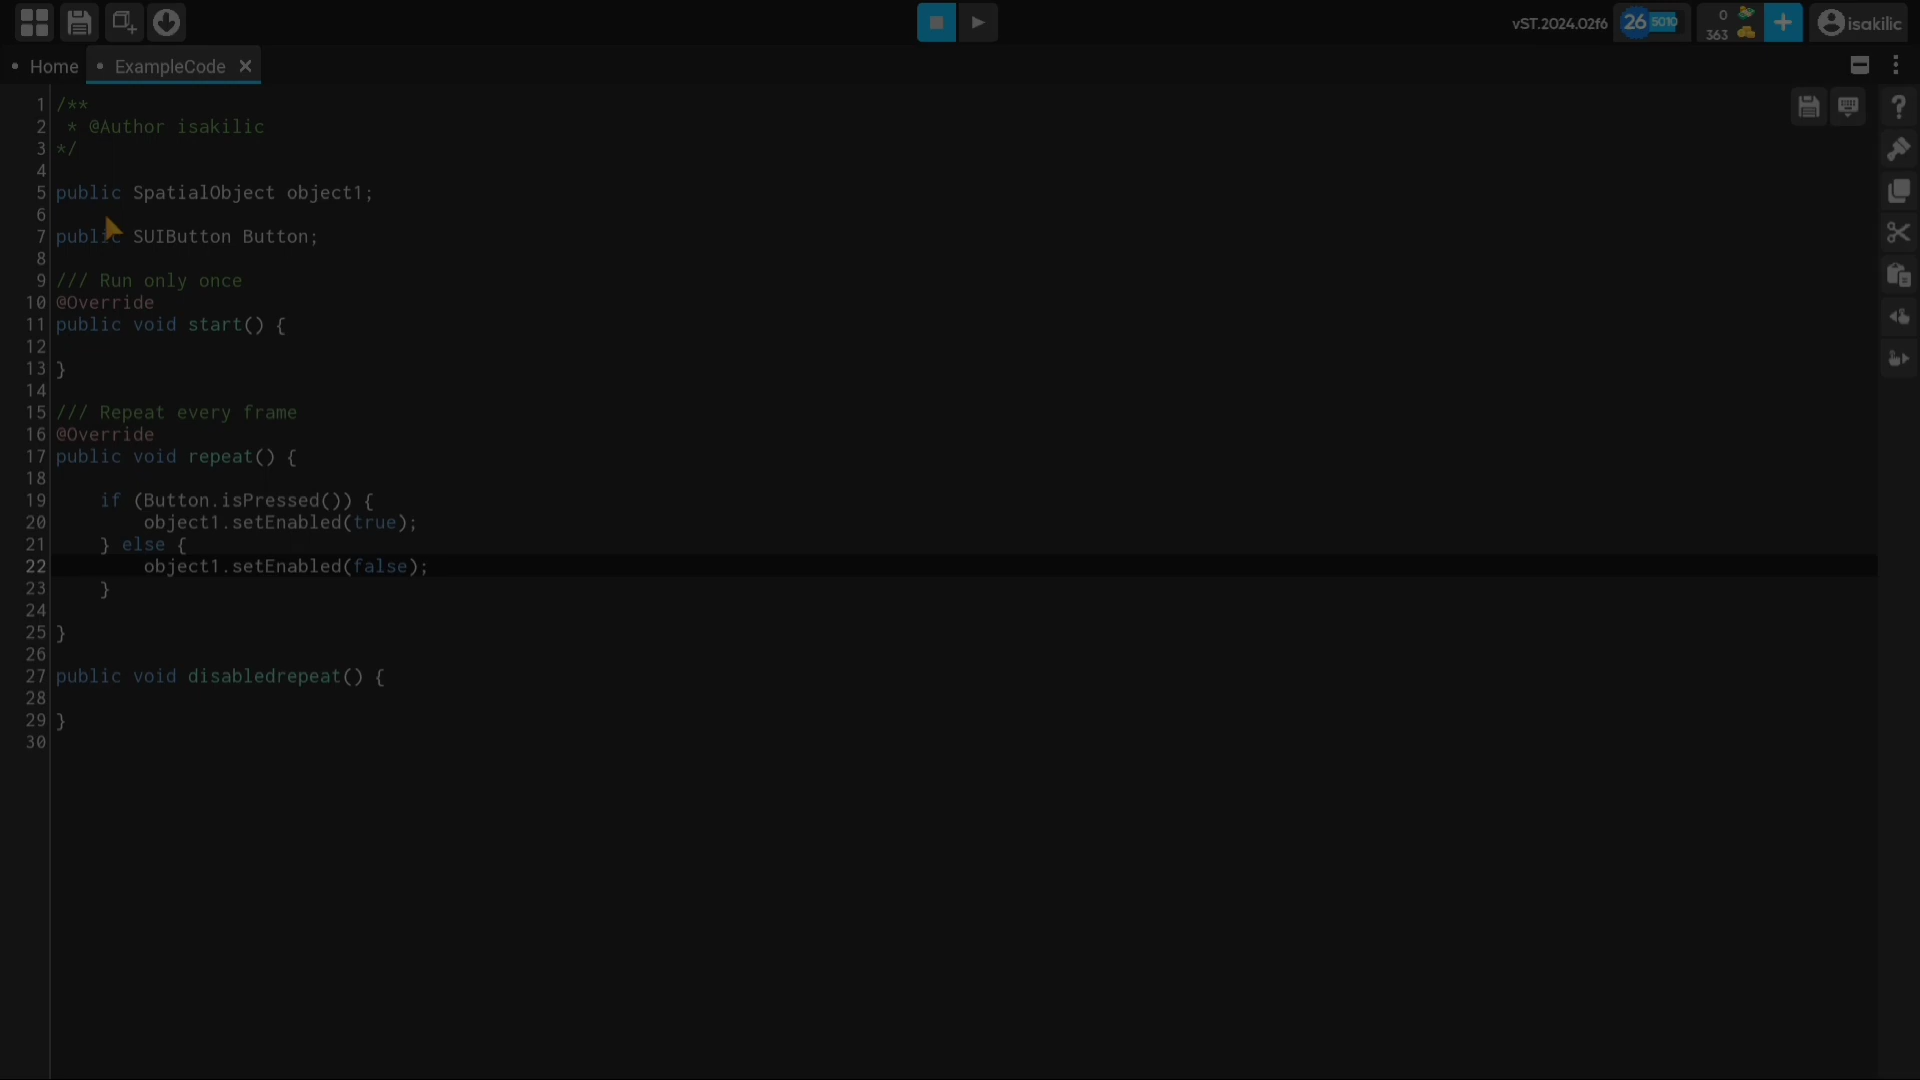 vST.2024.02f6
26
5010
0
363
isakilic
Home
ExampleCode
1 /**
2 * @Author isakilic
3 */
4
5 public SpatialObject object1;
6
7 public SUIButton Button;
8
9 /// Run only once
10 @Override
11 public void start() {
12
13 }
14
15 /// Repeat every frame
16 @Override
17 public void repeat() {
18
19 if (Button.isPressed()) {
20 object1.setEnabled(true);
21 } else {
22 object1.setEnabled(false);
23 }
24
25 }
26
27 public void disabledrepeat() {
28
29 }
30